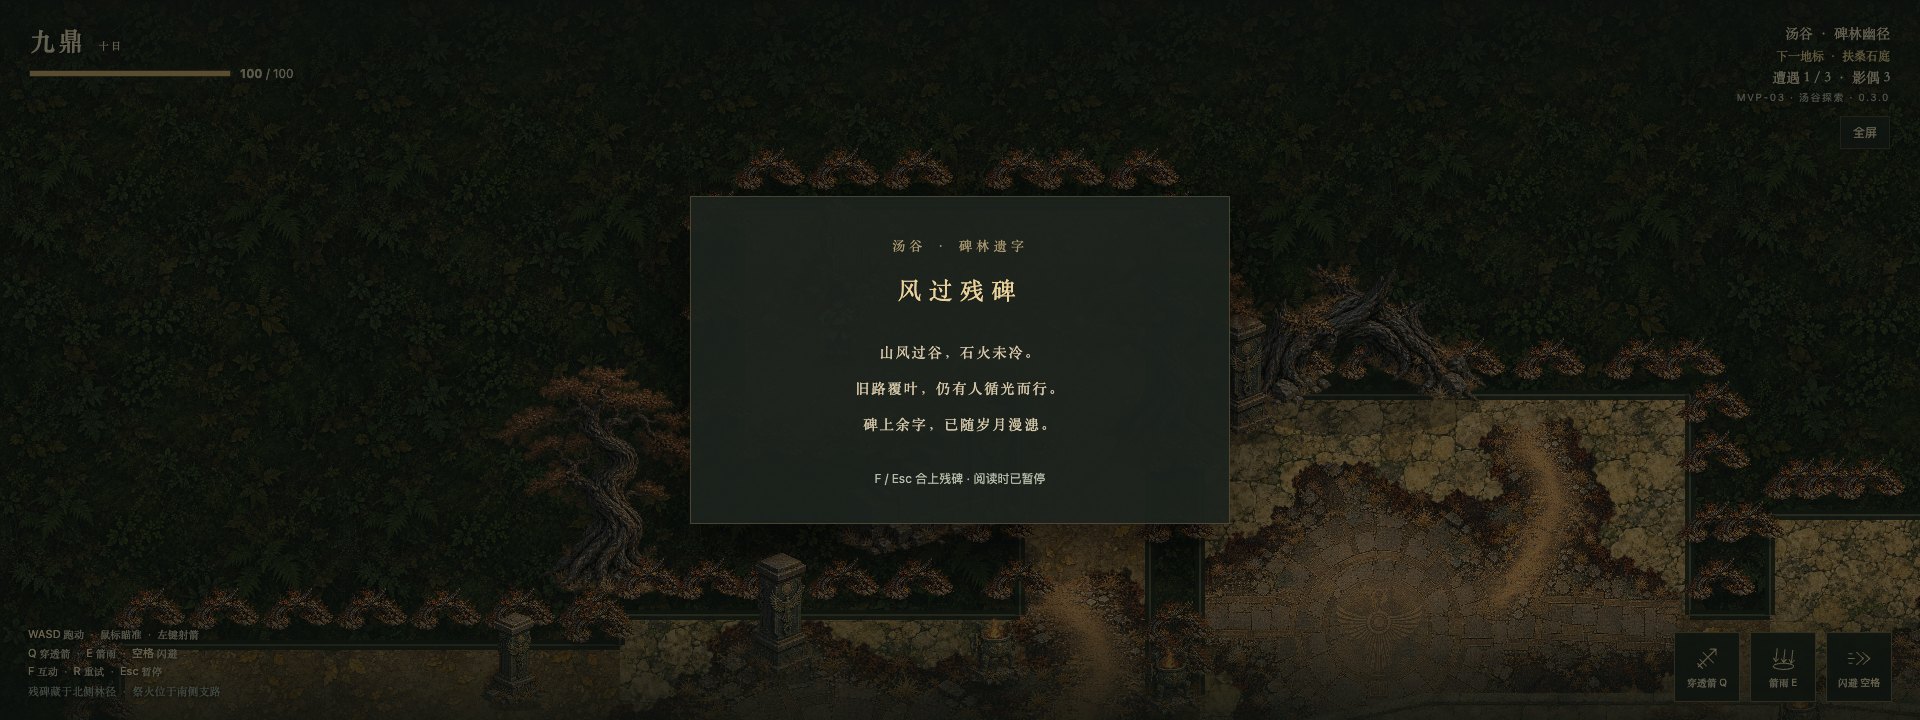 九鼎 十日
100 / 100
汤谷 · 碑林幽径
下一地标 · 扶桑石庭
遭遇 1 / 3 · 影偶 3
MVP-03 · 汤谷探索 · 0.3.0
全屏
汤谷 · 碑林遗字
风过残碑
山风过谷，石火未冷。
旧路覆叶，仍有人循光而行。
碑上余字，已随岁月漫漶。
F / Esc 合上残碑 · 阅读时已暂停
WASD 跑动 · 鼠标瞄准 · 左键射箭
Q 穿透箭 · E 箭雨 · 空格 闪避
F 互动 · R 重试 · Esc 暂停
残碑藏于北侧林径 · 祭火位于南侧支路
穿透箭 Q
箭雨 E
闪避 空格